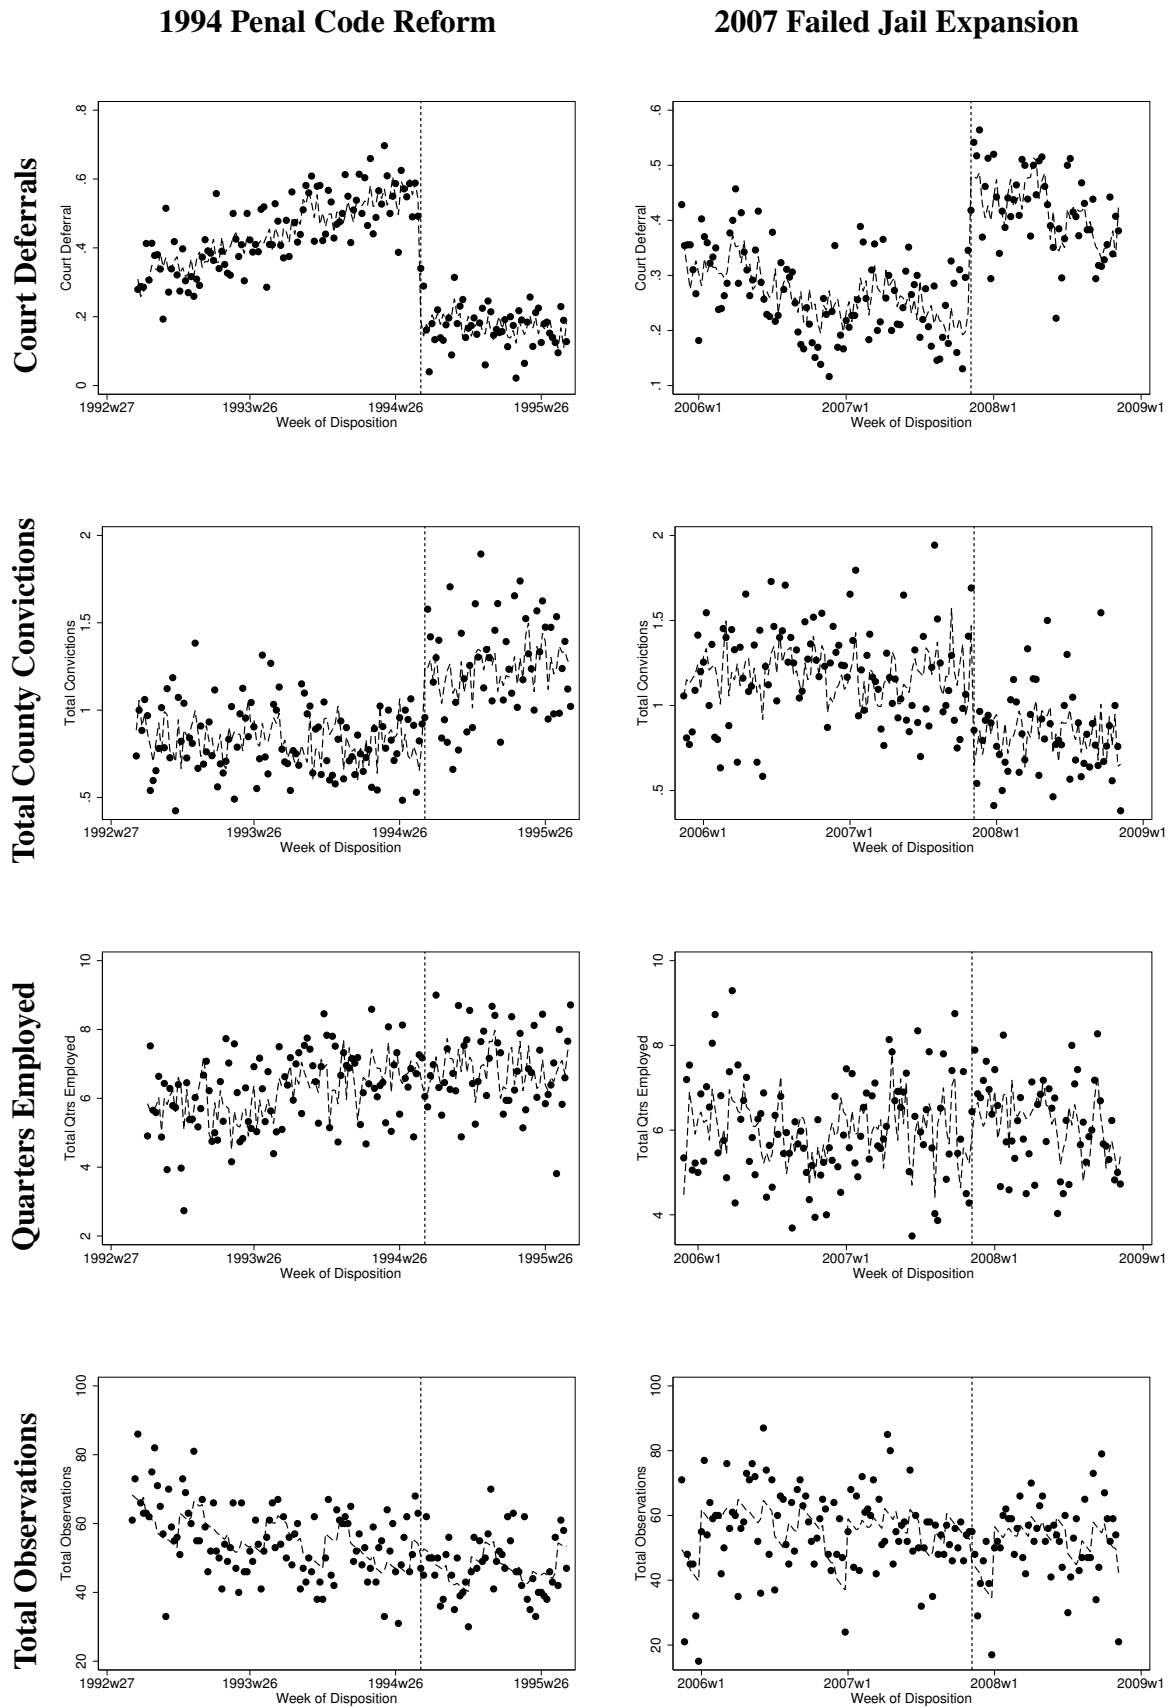 1994 Penal Code Reform
2007 Failed Jail Expansion
Court Deferrals
Court Deferral
0 .2 .4 .6 .8
1992w27 1993w26 1994w26 1995w26
Week of Disposition
Court Deferral
.1 .2 .3 .4 .5 .6
2006w1 2007w1 2008w1 2009w1
Week of Disposition
Total County Convictions
Total Convictions
.5 1 1.5 2
1992w27 1993w26 1994w26 1995w26
Week of Disposition
Total Convictions
.5 1 1.5 2
2006w1 2007w1 2008w1 2009w1
Week of Disposition
Quarters Employed
Total Qtrs Employed
2 4 6 8 10
1992w27 1993w26 1994w26 1995w26
Week of Disposition
Total Qtrs Employed
4 6 8 10
2006w1 2007w1 2008w1 2009w1
Week of Disposition
Total Observations
Total Observations
20 40 60 80 100
1992w27 1993w26 1994w26 1995w26
Week of Disposition
Total Observations
20 40 60 80 100
2006w1 2007w1 2008w1 2009w1
Week of Disposition